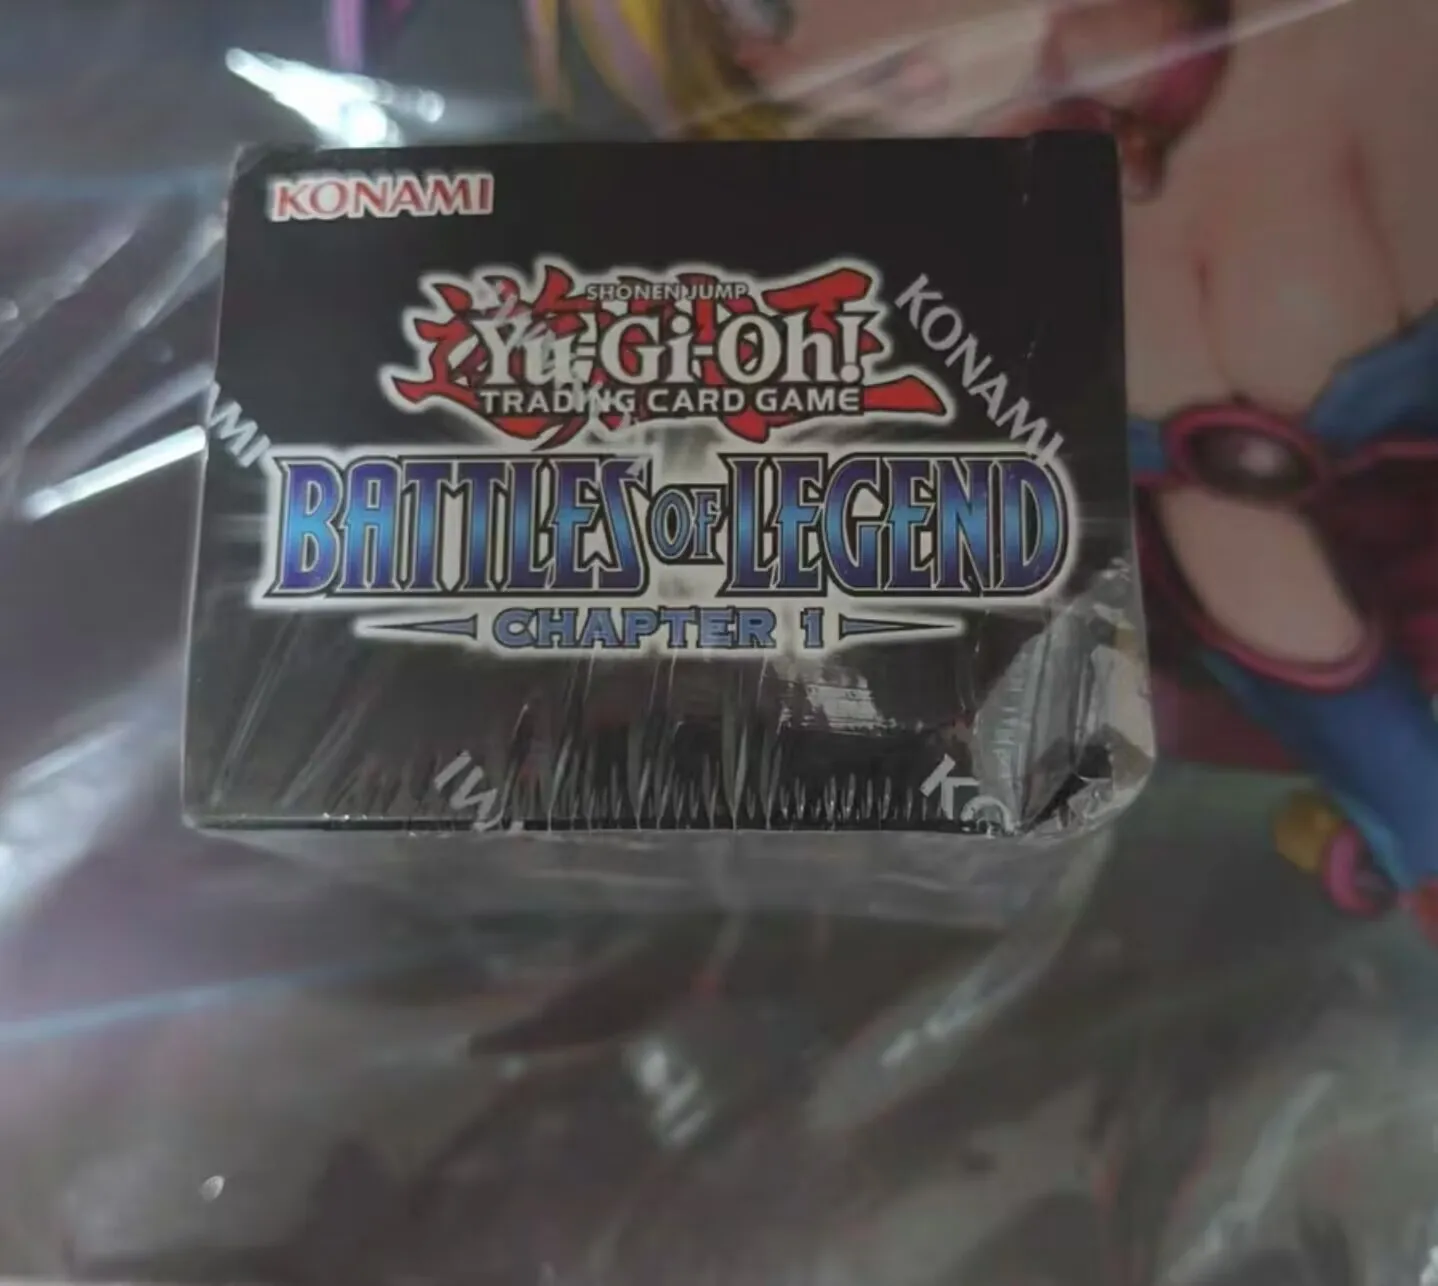 KONAMI
SHONEN JUMP
Yu-Gi-Oh!
TRADING CARD GAME
KONAMI
BATTLES OF LEGEND
CHAPTER 1